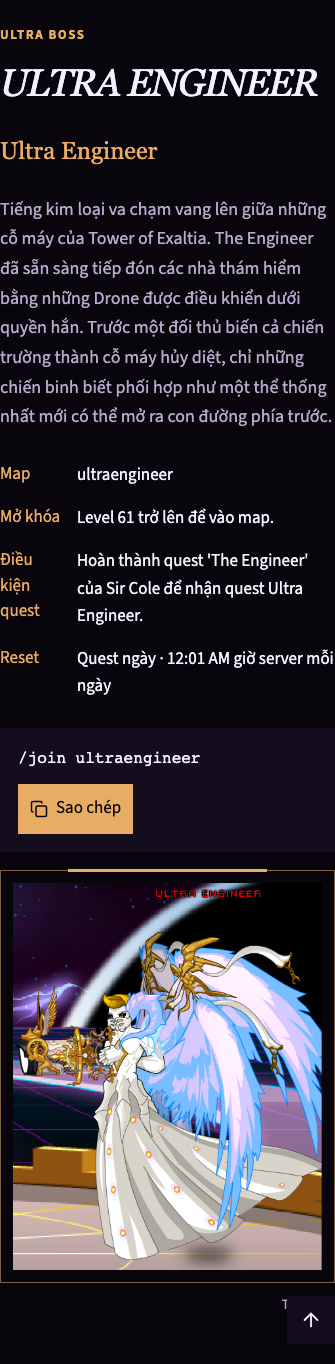 ULTRA BOSS
ULTRA ENGINEER
Ultra Engineer
Tiếng kim loại va chạm vang lên giữa những
cỗ máy của Tower of Exaltia. The Engineer
đã sẵn sàng tiếp đón các nhà thám hiểm
bằng những Drone được điều khiển dưới
quyền hắn. Trước một đối thủ biến cả chiến
trường thành cỗ máy hủy diệt, chỉ những
chiến binh biết phối hợp như một thể thống
nhất mới có thể mở ra con đường phía trước.
Map
ultraengineer
Mở khóa
Level 61 trở lên để vào map.
Điều
kiện
quest
Hoàn thành quest 'The Engineer'
của Sir Cole để nhận quest Ultra
Engineer.
Reset
Quest ngày · 12:01 AM giờ server mỗi
ngày
/join ultraengineer
Sao chép
ULTRA ENGINEER